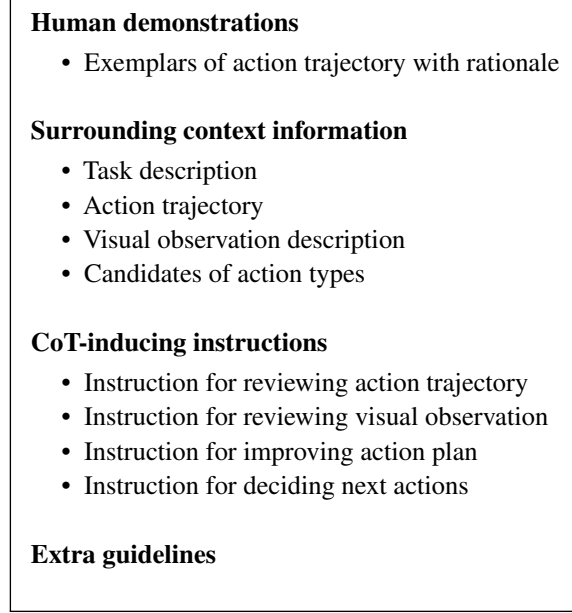 Human demonstrations
• Exemplars of action trajectory with rationale
Surrounding context information
• Task description
• Action trajectory
• Visual observation description
• Candidates of action types
CoT-inducing instructions
• Instruction for reviewing action trajectory
• Instruction for reviewing visual observation
• Instruction for improving action plan
• Instruction for deciding next actions
Extra guidelines